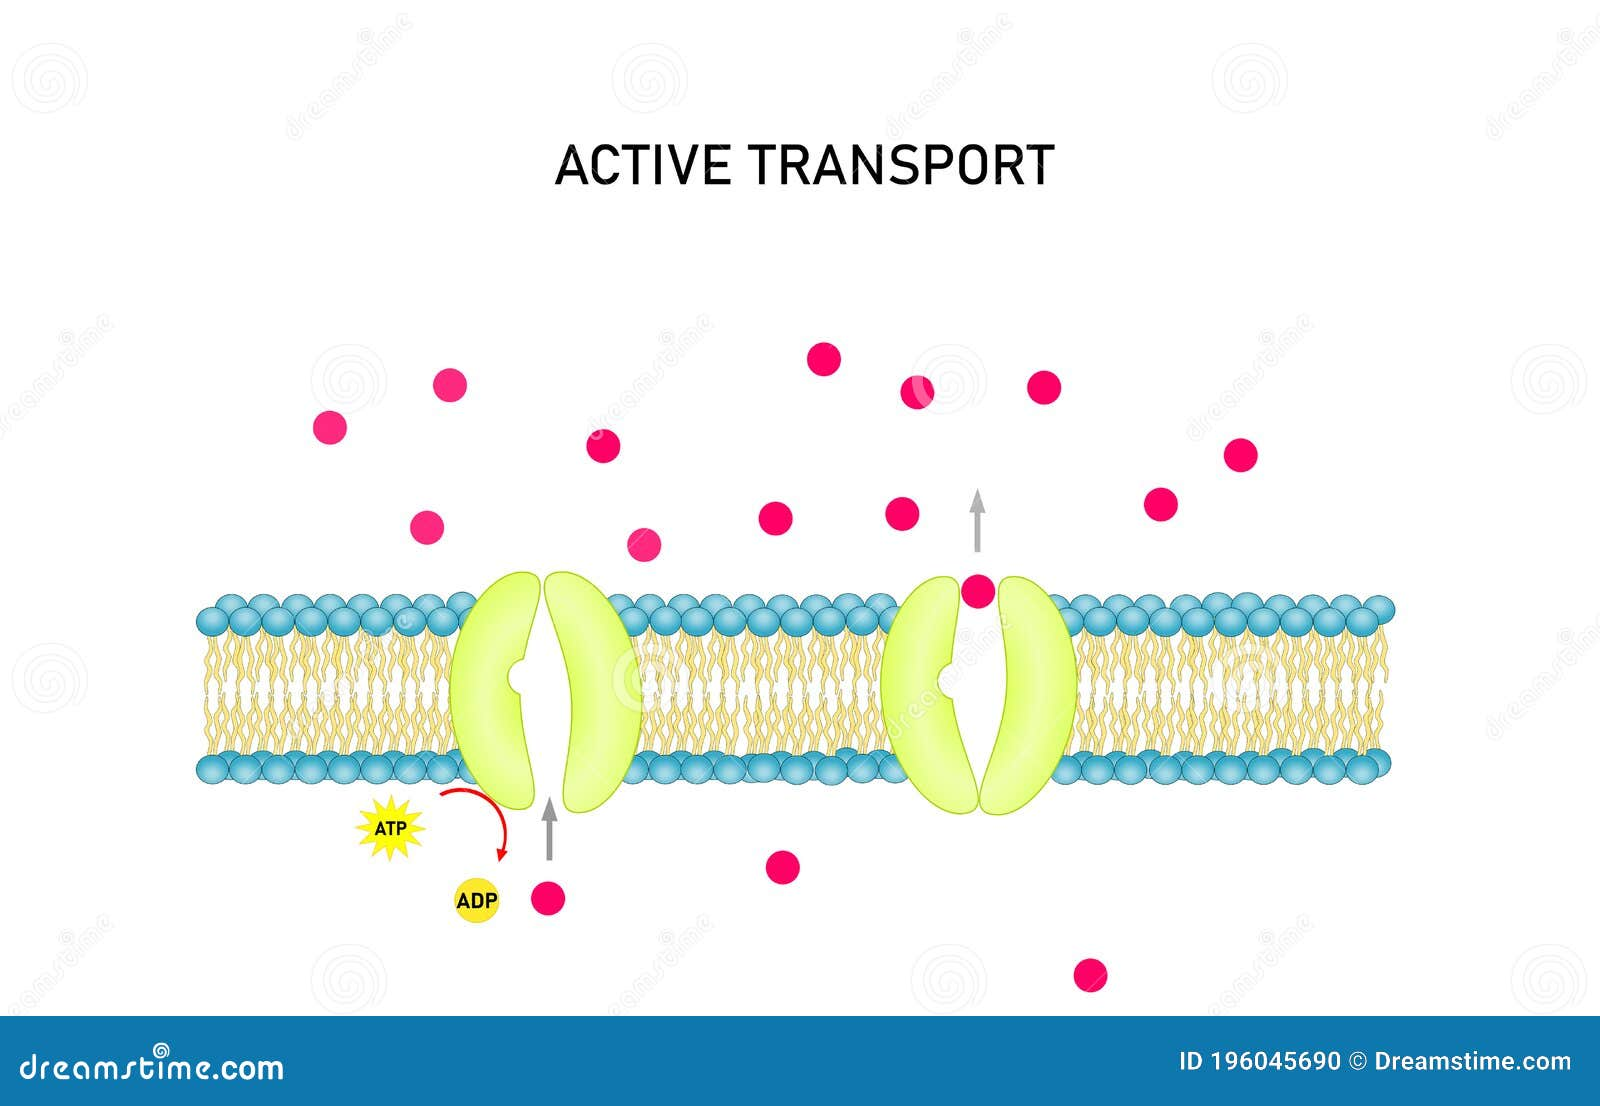 ACTIVE TRANSPORT
ATP
ADP
dreamstime.com
ID 196045690 © Dreamstime.com